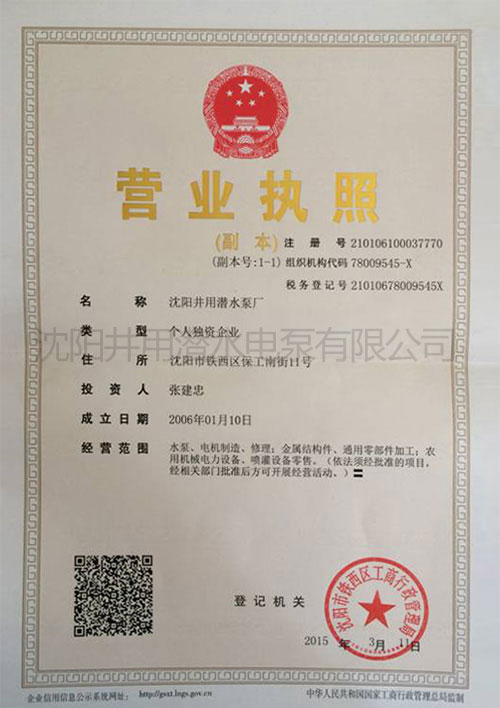 营业执照
(副 本) 注 册 号 210106100037770
(副本号:1-1) 组织机构代码 78009545-X
税务登记号 21010678009545X
名 称 沈阳井用潜水泵厂
类 型 个人独资企业
沈阳井用潜水电泵有限公司
住 所 沈阳市铁西区保工南街11号
投 资 人 张建忠
成 立 日 期 2006年01月10日
经 营 范 围 水泵、电机制造、修理；金属结构件、通用零部件加工；农
用机械电力设备、喷灌设备零售。（依法须经批准的项目，
经相关部门批准后方可开展经营活动。）
沈阳市铁西区工商行政管理局
登 记 机 关
2015 年 3 月 11 日
企业信用信息公示系统网址： http://gsxt.lngs.gov.cn
中华人民共和国国家工商行政管理总局监制